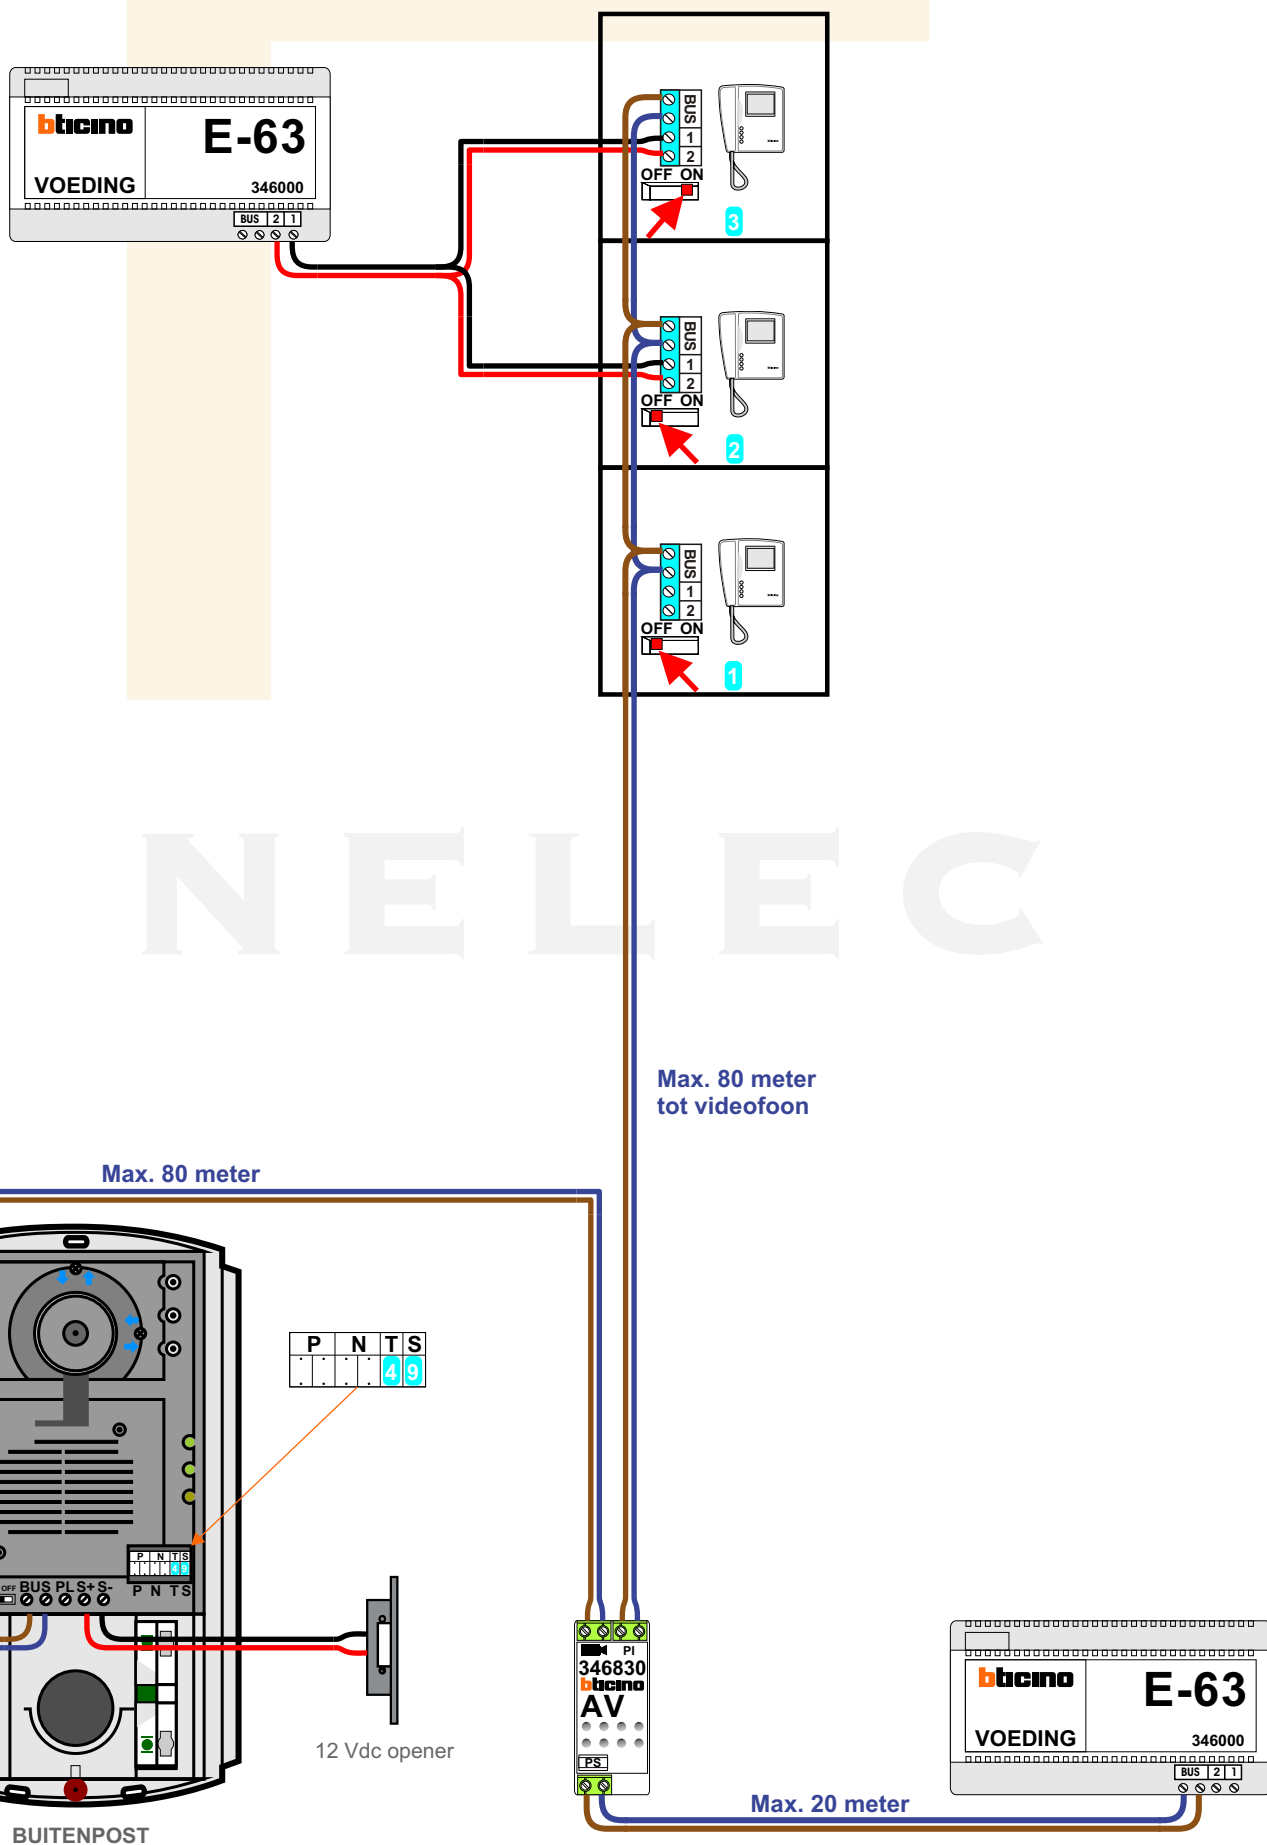 bticino
E-63
VOEDING
346000
BUS 2 1
BUS
1
2
OFF ON
3
BUS
1
2
OFF ON
2
BUS
1
2
OFF ON
1
NELEC
Max. 80 meter
tot videofoon
Max. 80 meter
P N T S
4 9
P N T S
4 9
P N T S
OFF BUS PL S+ S-
12 Vdc opener
BUITENPOST
PI
346830
bticino
AV
PS
Max. 20 meter
bticino
E-63
VOEDING
346000
BUS 2 1